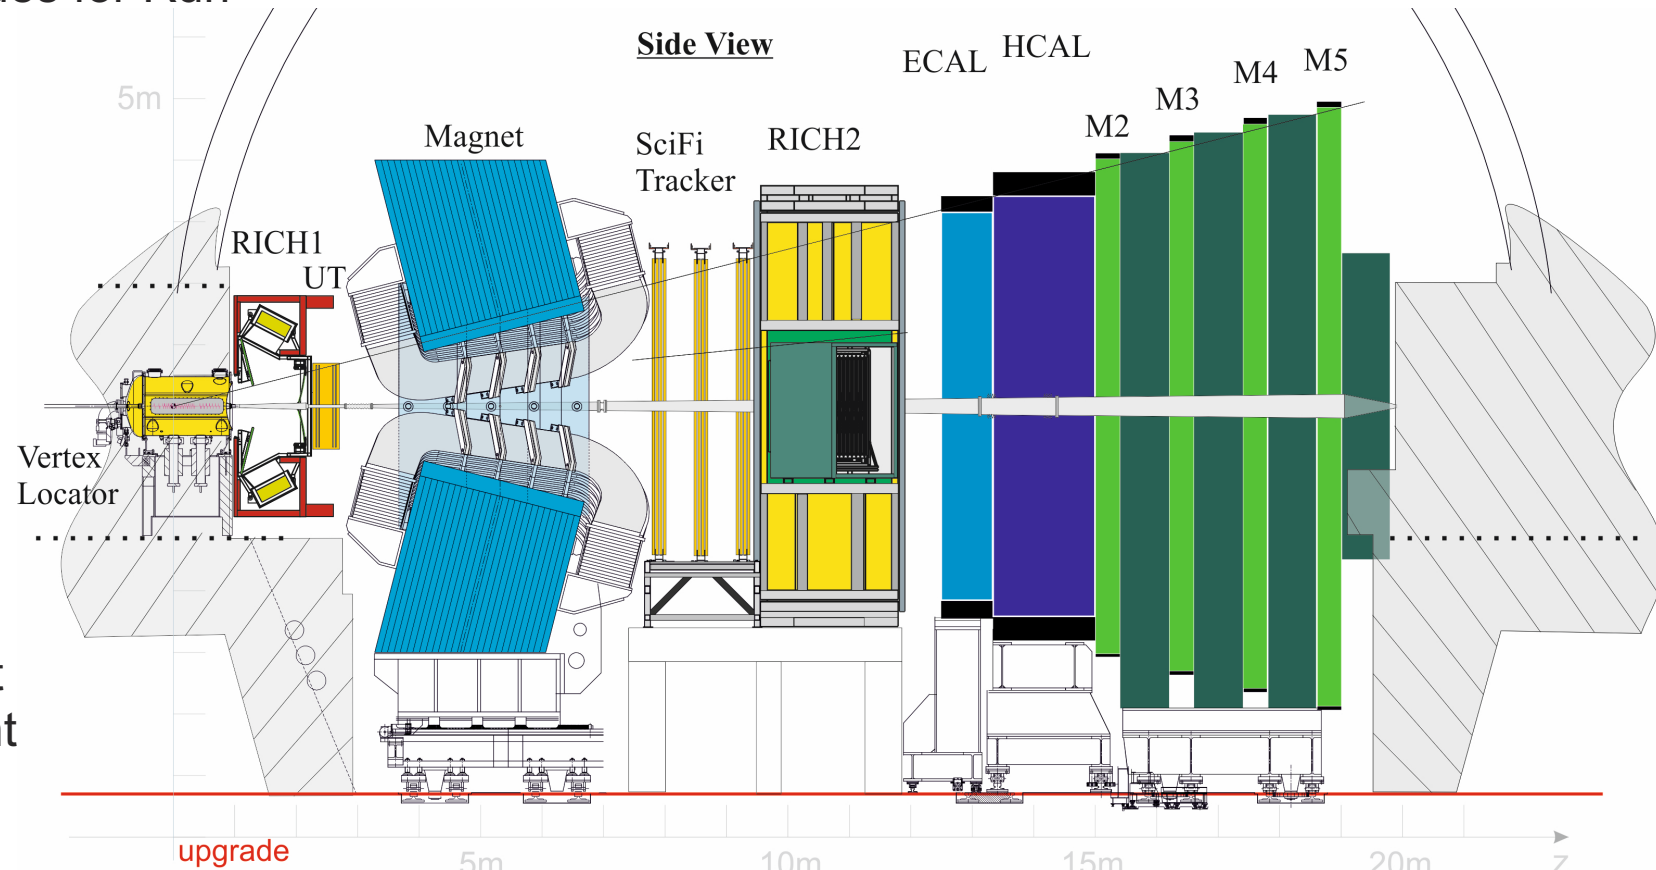 Side View
ECAL
HCAL
M2
M3
M4
M5
5m
Magnet
SciFi
Tracker
RICH2
RICH1
UT
Vertex
Locator
upgrade
5m
10m
15m
20m
z